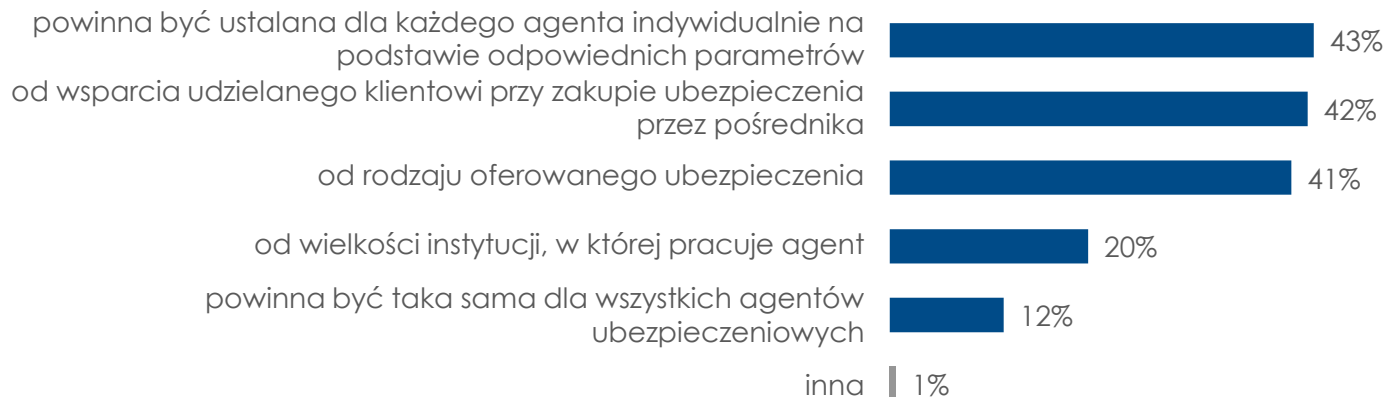 powinna być ustalana dla każdego agenta indywidualnie na
podstawie odpowiednich parametrów
43%
od wsparcia udzielanego klientowi przy zakupie ubezpieczenia
przez pośrednika
42%
od rodzaju oferowanego ubezpieczenia
41%
od wielkości instytucji, w której pracuje agent
20%
powinna być taka sama dla wszystkich agentów
ubezpieczeniowych
12%
inna
1%